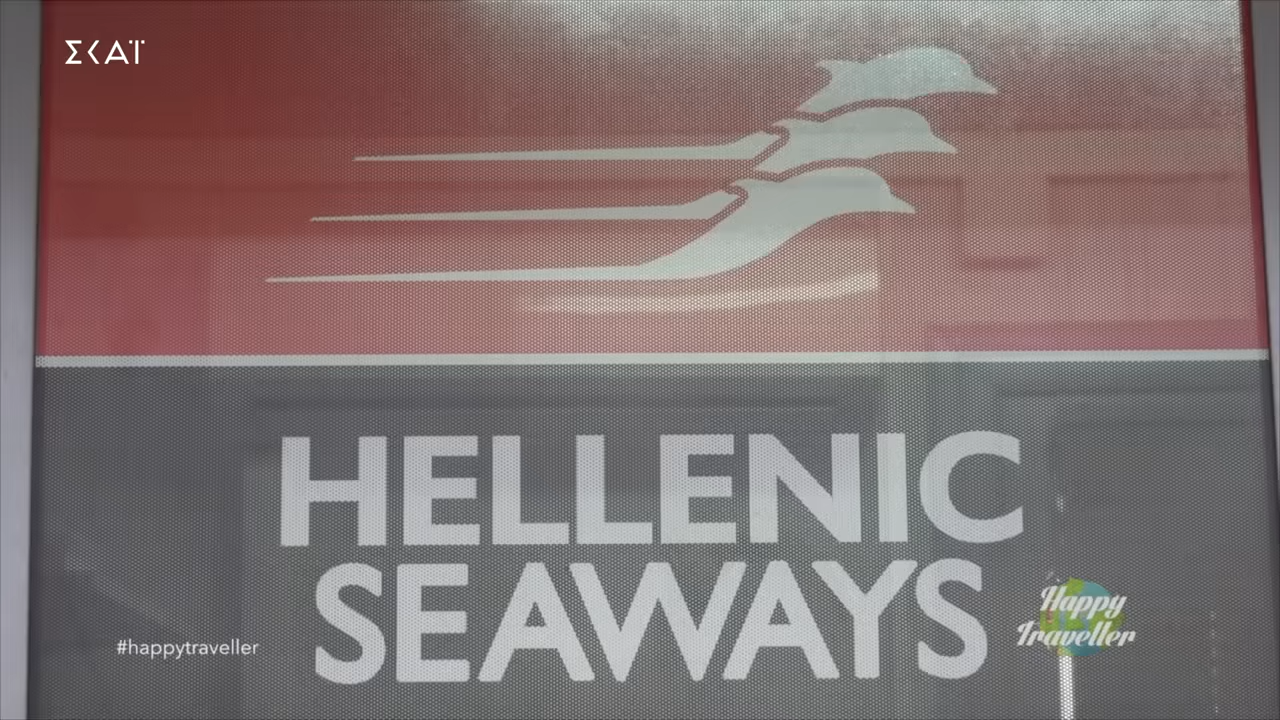 ΣΚΑΪ
HELLENIC
SEAWAYS
#happytraveller
Happy
Traveller